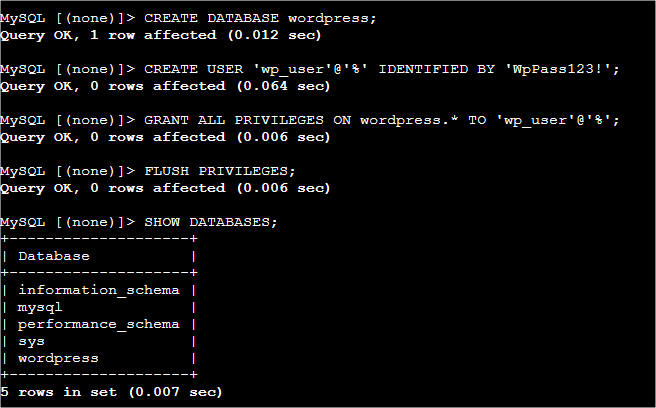 MySQL [(none)]> CREATE DATABASE wordpress;
Query OK, 1 row affected (0.012 sec)
MySQL [(none)]> CREATE USER 'wp_user'@'%' IDENTIFIED BY 'WpPass123!';
Query OK, 0 rows affected (0.064 sec)
MySQL [(none)]> GRANT ALL PRIVILEGES ON wordpress.* TO 'wp_user'@'%';
Query OK, 0 rows affected (0.006 sec)
MySQL [(none)]> FLUSH PRIVILEGES;
Query OK, 0 rows affected (0.006 sec)
MySQL [(none)]> SHOW DATABASES;
+--------------------+
| Database           |
+--------------------+
| information_schema |
| mysql              |
| performance_schema |
| sys                |
| wordpress          |
+--------------------+
5 rows in set (0.007 sec)